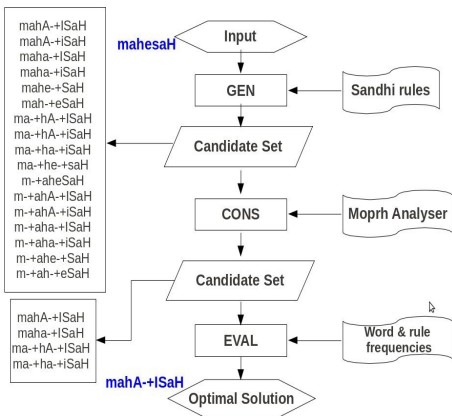 mahA-+ISaH
mahA-+iSaH
maha-+ISaH
maha-+iSaH
mahe-+SaH
mah-+eSaH
ma-+hA-+ISaH
ma-+hA-+iSaH
ma-+ha-+iSaH
ma-+he-+saH
m-+aheSaH
m-+ahA-+ISaH
m-+ahA-+iSaH
m-+aha-+ISaH
m-+aha-+iSaH
m-+ahe-+SaH
m-+ah-+eSaH
mahesaH
Input
GEN
Sandhi rules
Candidate Set
CONS
Moprh Analyser
Candidate Set
mahA-+ISaH
maha-+ISaH
ma-+hA-+ISaH
ma-+ha-+iSaH
EVAL
Word & rule
frequencies
mahA-+ISaH
Optimal Solution